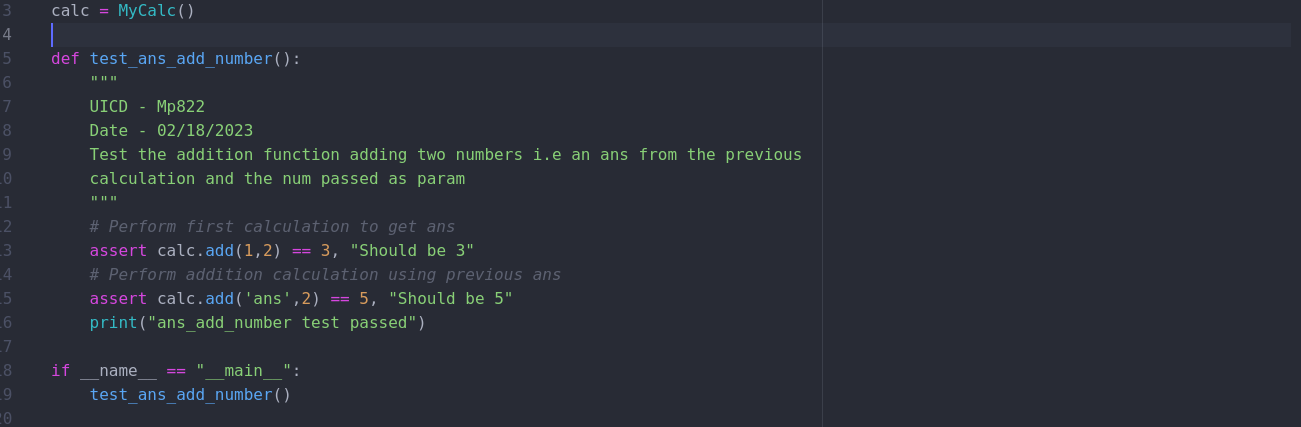 3 calc = MyCalc()
4
5 def test_ans_add_number():
6     """
7     UICD - Mp822
8     Date - 02/18/2023
9     Test the addition function adding two numbers i.e an ans from the previous
0     calculation and the num passed as param
1     """
2     # Perform first calculation to get ans
3     assert calc.add(1,2) == 3, "Should be 3"
4     # Perform addition calculation using previous ans
5     assert calc.add('ans',2) == 5, "Should be 5"
6     print("ans_add_number test passed")
7
8 if __name__ == "__main__":
9     test_ans_add_number()
20